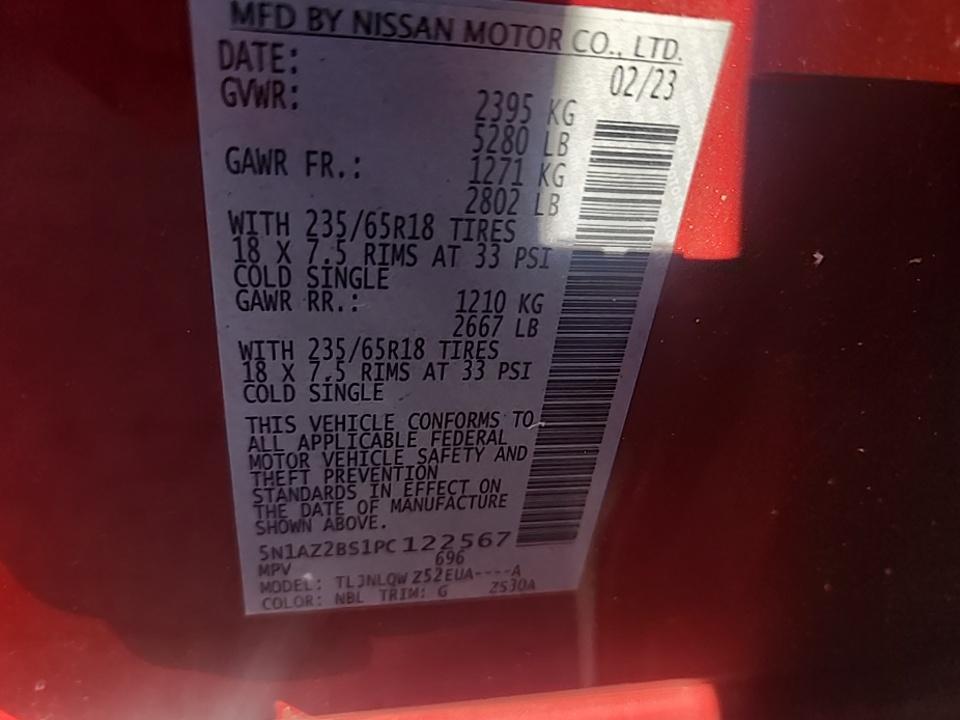 MFD BY NISSAN MOTOR CO., LTD.
DATE: 02/23
GVWR: 2395 KG
5280 LB
GAWR FR.: 1271 KG
2802 LB
WITH 235/65R18 TIRES
18 X 7.5 RIMS AT 33 PSI
COLD SINGLE
GAWR RR.: 1210 KG
2667 LB
WITH 235/65R18 TIRES
18 X 7.5 RIMS AT 33 PSI
COLD SINGLE
THIS VEHICLE CONFORMS TO
ALL APPLICABLE FEDERAL
MOTOR VEHICLE SAFETY AND
THEFT PREVENTION
STANDARDS IN EFFECT ON
THE DATE OF MANUFACTURE
SHOWN ABOVE.
5N1AZ2BS1PC122567
MPV 696
MODEL: TLJNLQW Z52EUA----A
COLOR: NBL TRIM: G ZS30A